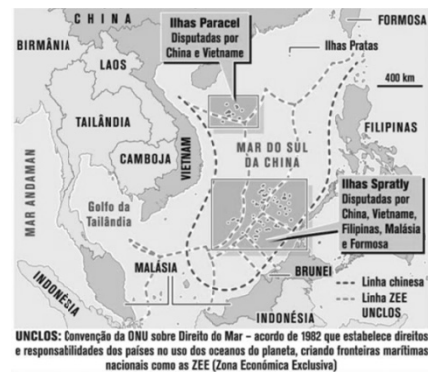 CHINA
FORMOSA
Ilhas Paracel
Disputadas por
China e Vietname
BIRMÂNIA
Ilhas Pratas
LAOS
400 km
TAILÂNDIA
VIETNAM
FILIPINAS
MAR DO SUL
DA CHINA
CAMBOJA
MAR ANDAMAN
Ilhas Spratly
Disputadas por
China, Vietname,
Filipinas, Malásia
e Formosa
Golfo da
Tailândia
MALÁSIA
BRUNEI
INDONÉSIA
Linha chinesa
Linha ZEE
UNCLOS
INDONÉSIA
UNCLOS: Convenção da ONU sobre Direito do Mar – acordo de 1982 que estabelece direitos
e responsabilidades dos países no uso dos oceanos do planeta, criando fronteiras marítimas
nacionais como as ZEE (Zona Económica Exclusiva)